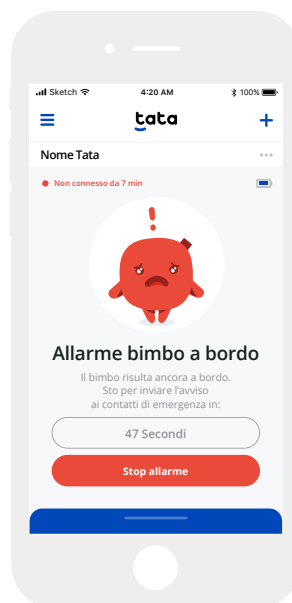 Sketch 4:20 AM 100%
tata
Nome Tata
Non connesso da 7 min
Allarme bimbo a bordo
Il bimbo risulta ancora a bordo.
Sto per inviare l'avviso
ai contatti di emergenza in:
47 Secondi
Stop allarme